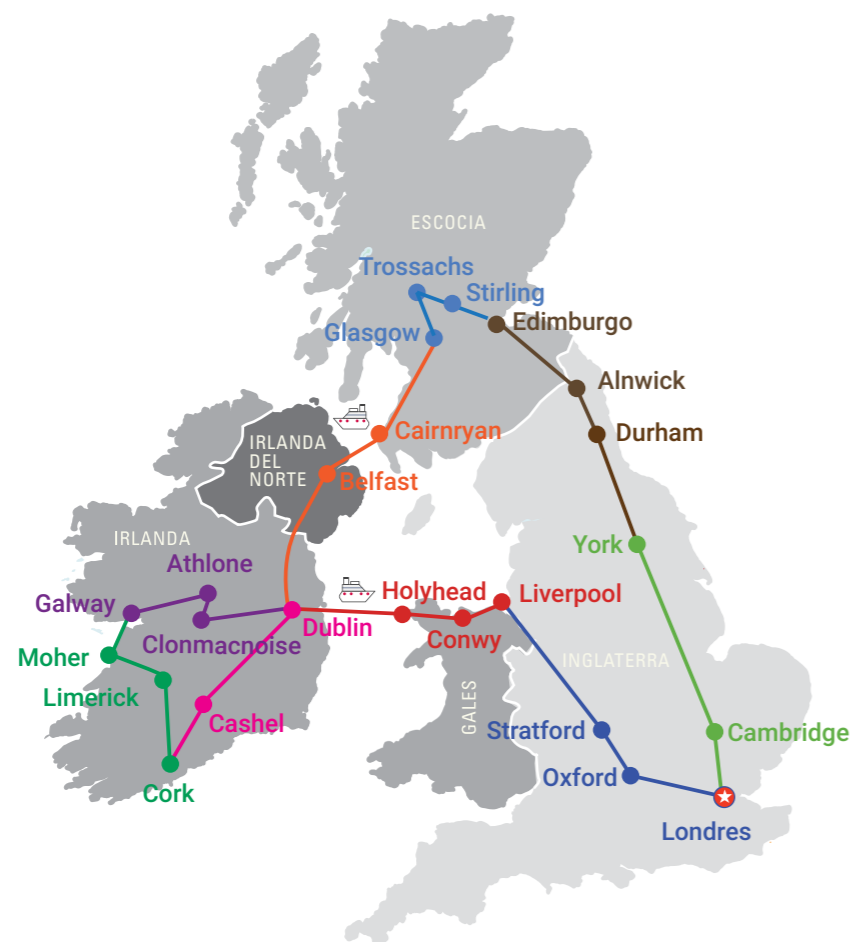 ESCOCIA
Trossachs
Stirling
Edimburgo
Glasgow
Alnwick
Cairnryan
Durham
IRLANDA
DEL
NORTE
Belfast
IRLANDA
York
Athlone
Holyhead
Liverpool
Galway
Dublin
Clonmacnoise
Conwy
Moher
INGLATERRA
Limerick
GALES
Cashel
Stratford
Cambridge
Oxford
Cork
Londres